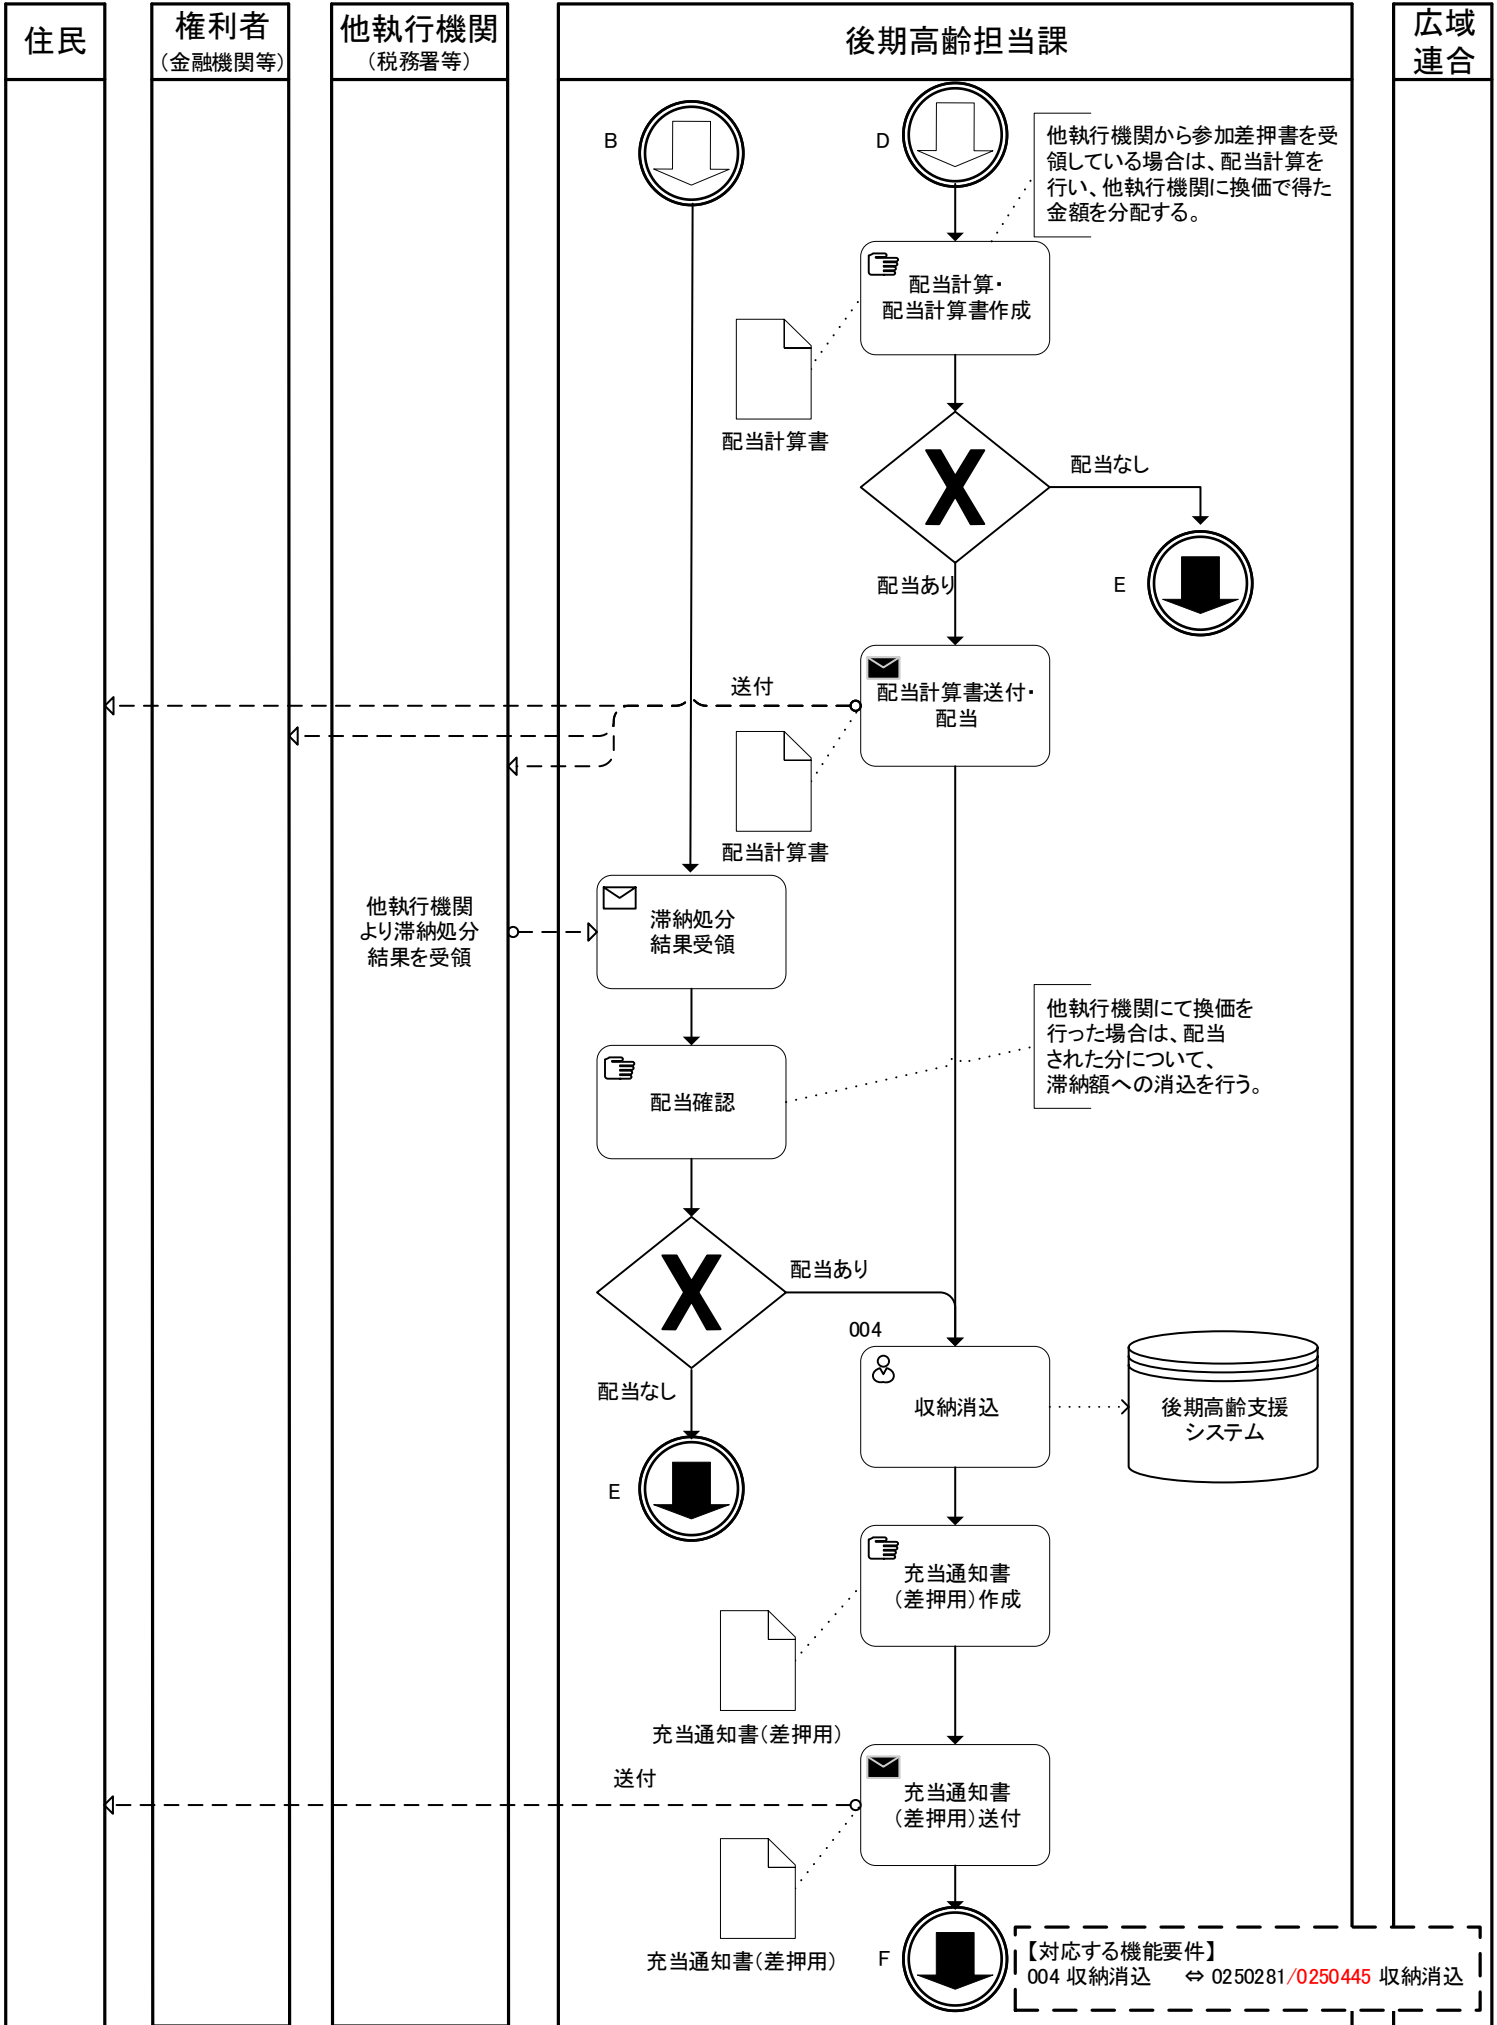 住民
権利者
（金融機関等）
他執行機関
（税務署等）
後期高齢担当課
広域
連合
B
D
他執行機関から参加差押書を受
領している場合は、配当計算を
行い、他執行機関に換価で得た
金額を分配する。
配当計算・
配当計算書作成
配当計算書
配当なし
配当あり
E
送付
配当計算書送付・
配当
配当計算書
他執行機関
より滞納処分
結果を受領
滞納処分
結果受領
他執行機関にて換価を
行った場合は、配当
された分について、
滞納額への消込を行う。
配当確認
配当あり
004
配当なし
収納消込
後期高齢支援
システム
E
充当通知書
（差押用）作成
充当通知書（差押用）
送付
充当通知書
（差押用）送付
充当通知書（差押用）
F
【対応する機能要件】
004 収納消込 ⇔ 0250281/0250445 収納消込